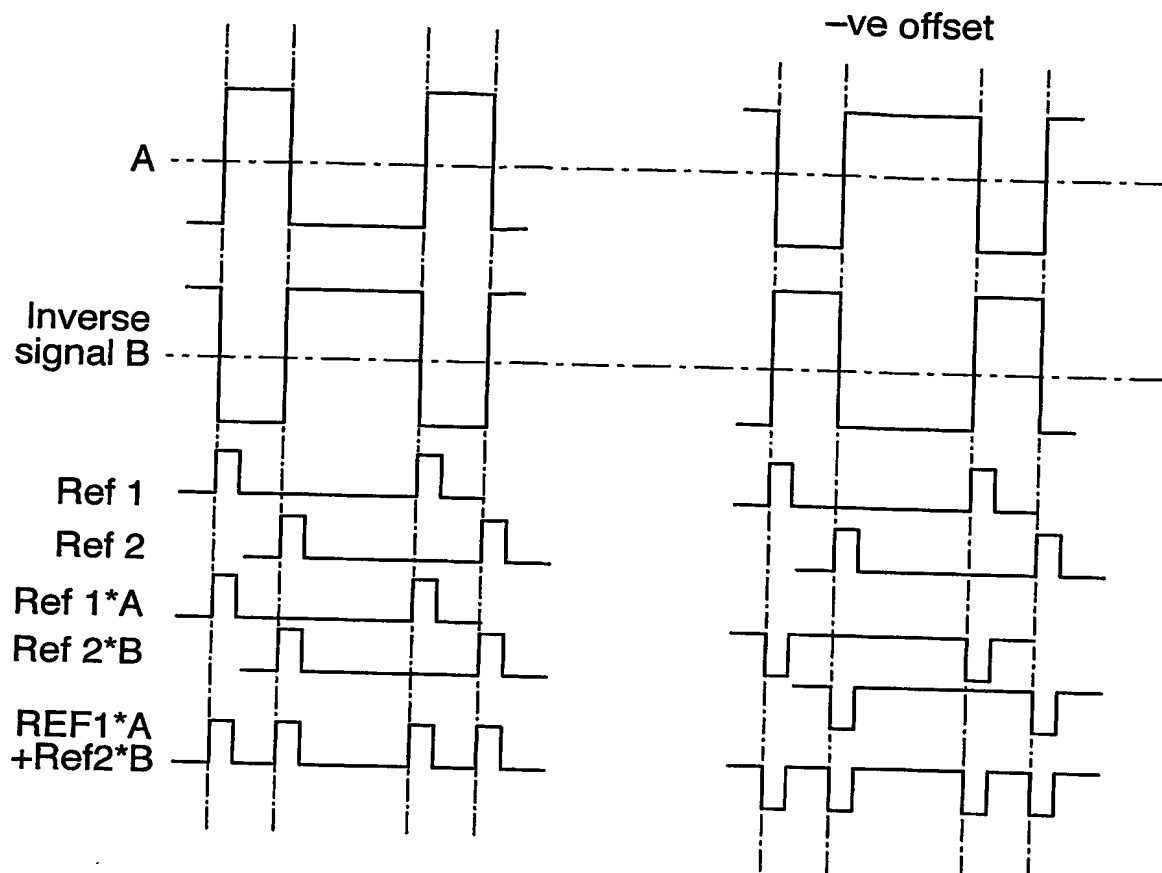 –ve offset
A
Inverse
signal B
Ref 1
Ref 2
Ref 1*A
Ref 2*B
REF1*A
+Ref2*B